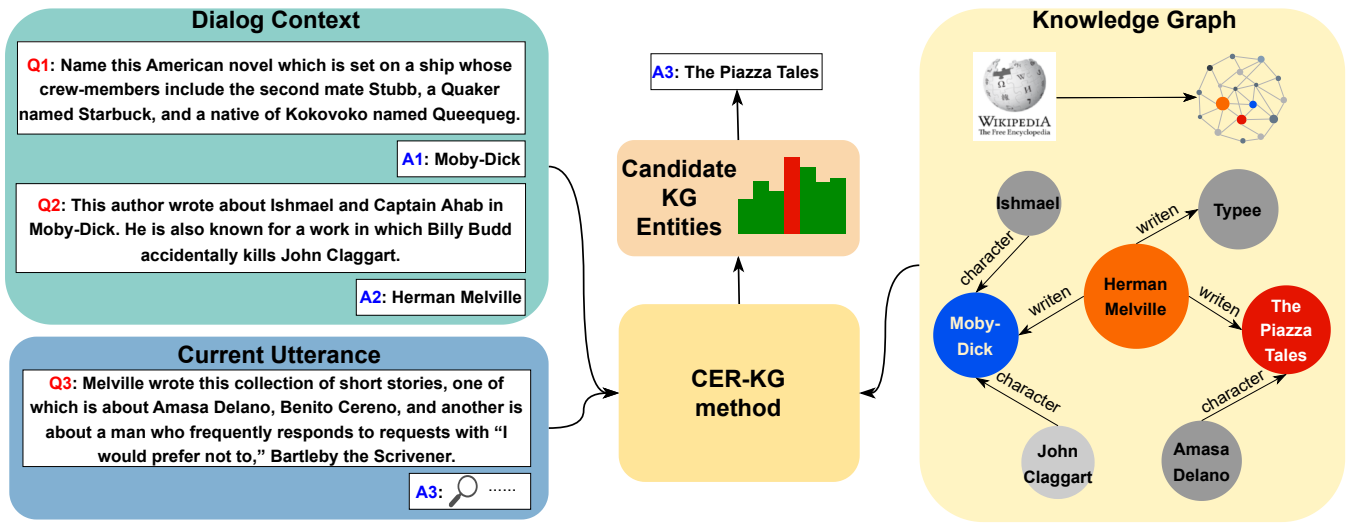 Dialog Context
Q1: Name this American novel which is set on a ship whose
crew-members include the second mate Stubb, a Quaker
named Starbuck, and a native of Kokovoko named Queequeg.
A1: Moby-Dick
Q2: This author wrote about Ishmael and Captain Ahab in
Moby-Dick. He is also known for a work in which Billy Budd
accidentally kills John Claggart.
A2: Herman Melville
Current Utterance
Q3: Melville wrote this collection of short stories, one of
which is about Amasa Delano, Benito Cereno, and another is
about a man who frequently responds to requests with “I
would prefer not to,” Bartleby the Scrivener.
A3: ......
A3: The Piazza Tales
Candidate
KG
Entities
CER-KG
method
Knowledge Graph
WIKIPEDIA
The Free Encyclopedia
Ishmael
Typee
character
writen
Herman
Melville
writen
writen
Moby-
Dick
The
Piazza
Tales
character
character
John
Claggart
Amasa
Delano